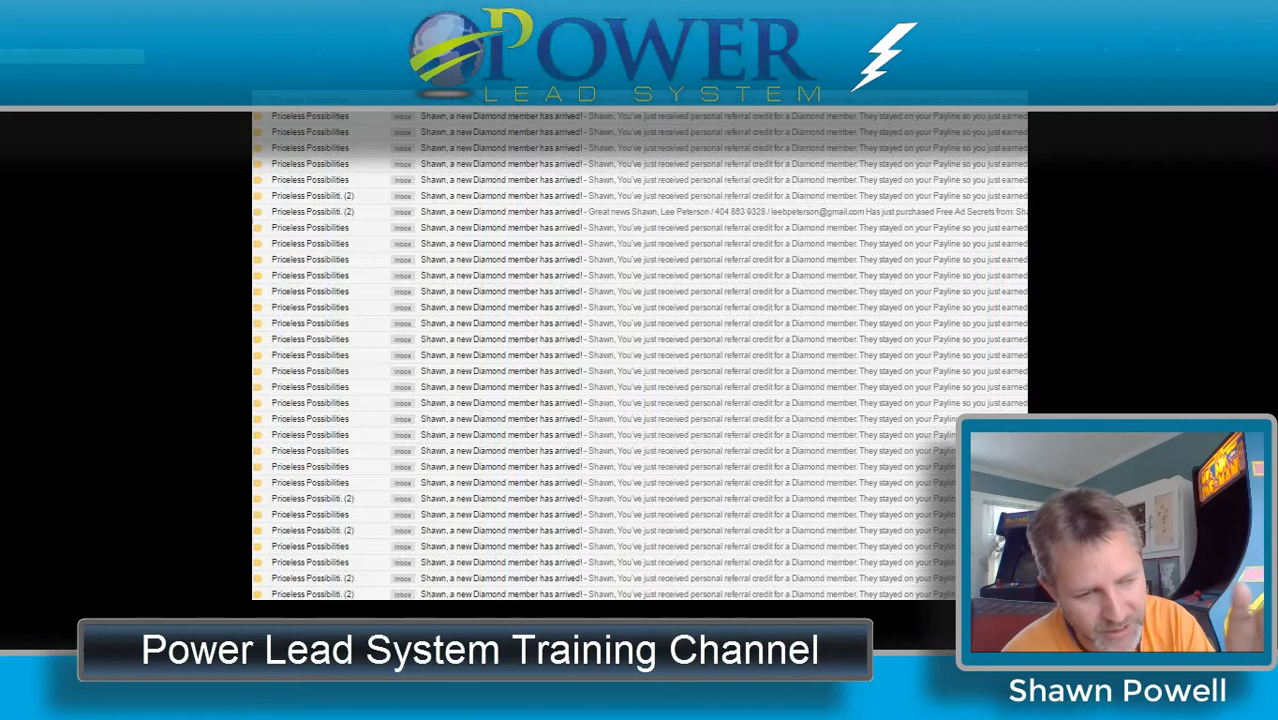 POWER
LEAD SYSTEM
Priceless Possibilities Inbox Shawn, a new Diamond member has arrived! - Shawn, You've just received personal referral credit for a Diamond member. They stayed on your Payline so you just earned
Priceless Possibilities Inbox Shawn, a new Diamond member has arrived! - Shawn, You've just received personal referral credit for a Diamond member. They stayed on your Payline so you just earned
Priceless Possibilities Inbox Shawn, a new Diamond member has arrived! - Shawn, You've just received personal referral credit for a Diamond member. They stayed on your Payline so you just earned
Priceless Possibilities Inbox Shawn, a new Diamond member has arrived! - Shawn, You've just received personal referral credit for a Diamond member. They stayed on your Payline so you just earned
Priceless Possibilities Inbox Shawn, a new Diamond member has arrived! - Shawn, You've just received personal referral credit for a Diamond member. They stayed on your Payline so you just earned
Priceless Possibiliti. (2) Inbox Shawn, a new Diamond member has arrived! - Shawn, You've just received personal referral credit for a Diamond member. They stayed on your Payline so you just earned
Priceless Possibiliti. (2) Inbox Shawn, a new Diamond member has arrived! - Great news Shawn, Lee Peterson / 404 883 9328 / leebpeterson@gmail.com Has just purchased Free Ad Secrets from: Sha
Priceless Possibilities Inbox Shawn, a new Diamond member has arrived! - Shawn, You've just received personal referral credit for a Diamond member. They stayed on your Payline so you just earned
Priceless Possibilities Inbox Shawn, a new Diamond member has arrived! - Shawn, You've just received personal referral credit for a Diamond member. They stayed on your Payline so you just earned
Priceless Possibilities Inbox Shawn, a new Diamond member has arrived! - Shawn, You've just received personal referral credit for a Diamond member. They stayed on your Payline so you just earned
Priceless Possibilities Inbox Shawn, a new Diamond member has arrived! - Shawn, You've just received personal referral credit for a Diamond member. They stayed on your Payline so you just earned
Priceless Possibilities Inbox Shawn, a new Diamond member has arrived! - Shawn, You've just received personal referral credit for a Diamond member. They stayed on your Payline so you just earned
Priceless Possibilities Inbox Shawn, a new Diamond member has arrived! - Shawn, You've just received personal referral credit for a Diamond member. They stayed on your Payline so you just earned
Priceless Possibilities Inbox Shawn, a new Diamond member has arrived! - Shawn, You've just received personal referral credit for a Diamond member. They stayed on your Payline so you just earned
Priceless Possibilities Inbox Shawn, a new Diamond member has arrived! - Shawn, You've just received personal referral credit for a Diamond member. They stayed on your Payline so you just earned
Priceless Possibilities Inbox Shawn, a new Diamond member has arrived! - Shawn, You've just received personal referral credit for a Diamond member. They stayed on your Payline so you just earned
Priceless Possibilities Inbox Shawn, a new Diamond member has arrived! - Shawn, You've just received personal referral credit for a Diamond member. They stayed on your Payline so you just earned
Priceless Possibilities Inbox Shawn, a new Diamond member has arrived! - Shawn, You've just received personal referral credit for a Diamond member. They stayed on your Payline so you just earned
Priceless Possibilities Inbox Shawn, a new Diamond member has arrived! - Shawn, You've just received personal referral credit for a Diamond member. They stayed on your Payline so you just earned
Priceless Possibilities Inbox Shawn, a new Diamond member has arrived! - Shawn, You've just received personal referral credit for a Diamond member. They stayed on your Paylin
Priceless Possibilities Inbox Shawn, a new Diamond member has arrived! - Shawn, You've just received personal referral credit for a Diamond member. They stayed on your Paylin
Priceless Possibilities Inbox Shawn, a new Diamond member has arrived! - Shawn, You've just received personal referral credit for a Diamond member. They stayed on your Paylin
Priceless Possibilities Inbox Shawn, a new Diamond member has arrived! - Shawn, You've just received personal referral credit for a Diamond member. They stayed on your Paylin
Priceless Possibilities Inbox Shawn, a new Diamond member has arrived! - Shawn, You've just received personal referral credit for a Diamond member. They stayed on your Paylin
Priceless Possibiliti. (2) Inbox Shawn, a new Diamond member has arrived! - Shawn, You've just received personal referral credit for a Diamond member. They stayed on your Paylin
Priceless Possibilities Inbox Shawn, a new Diamond member has arrived! - Shawn, You've just received personal referral credit for a Diamond member. They stayed on your Paylin
Priceless Possibiliti. (2) Inbox Shawn, a new Diamond member has arrived! - Shawn, You've just received personal referral credit for a Diamond member. They stayed on your Paylin
Priceless Possibilities Inbox Shawn, a new Diamond member has arrived! - Shawn, You've just received personal referral credit for a Diamond member. They stayed on your Paylin
Priceless Possibilities Inbox Shawn, a new Diamond member has arrived! - Shawn, You've just received personal referral credit for a Diamond member. They stayed on your Paylin
Priceless Possibiliti. (2) Inbox Shawn, a new Diamond member has arrived! - Shawn, You've just received personal referral credit for a Diamond member. They stayed on your Paylin
Priceless Possibiliti. (2) Inbox Shawn, a new Diamond member has arrived! - Shawn, You've just received personal referral credit for a Diamond member. They stayed on your Paylin
Power Lead System Training Channel
Shawn Powell